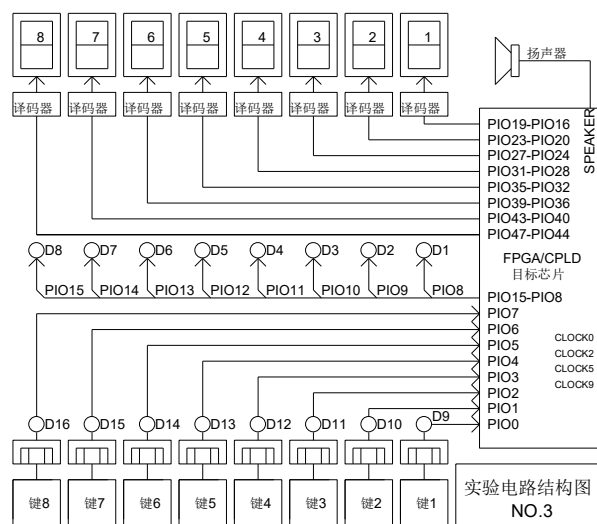 8 7 6 5 4 3 2 1
扬声器
译码器 译码器 译码器 译码器 译码器 译码器 译码器 译码器
SPEAKER
PIO19-PIO16
PIO23-PIO20
PIO27-PIO24
PIO31-PIO28
PIO35-PIO32
PIO39-PIO36
PIO43-PIO40
PIO47-PIO44
D8 D7 D6 D5 D4 D3 D2 D1
FPGA/CPLD
目标芯片
PIO15 PIO14 PIO13 PIO12 PIO11 PIO10 PIO9 PIO8
PIO15-PIO8
PIO7
PIO6
PIO5
PIO4
PIO3
PIO2
PIO1
PIO0
CLOCK0
CLOCK2
CLOCK5
CLOCK9
D16 D15 D14 D13 D12 D11 D10 D9
键8 键7 键6 键5 键4 键3 键2 键1
实验电路结构图
NO.3